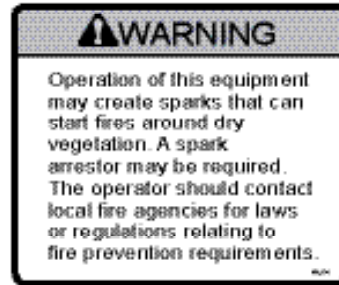 WARNING
Operation of this equipment
may create sparks that can
start fires around dry
vegetation. A spark
arrestor may be required.
The operator should contact
local fire agencies for laws
or regulations relating to
fire prevention requirements.